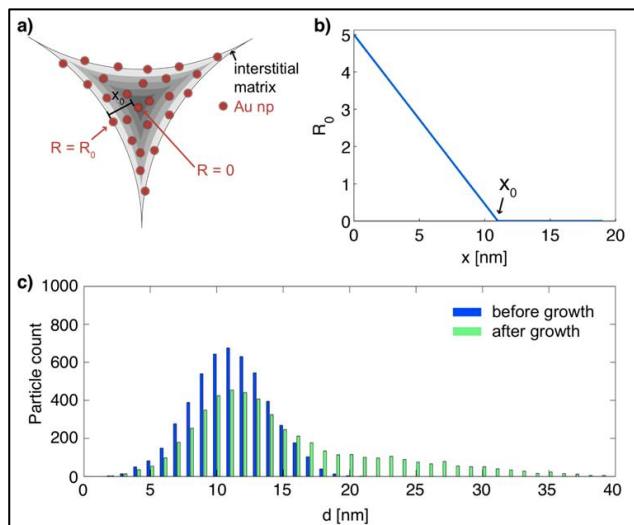 a)
interstitial
matrix
Au np
x₀
R = R₀
R = 0
b)
5
4
3
2
1
0
R₀
x₀
0 5 10 15 20
x [nm]
c)
1000
800
600
400
200
0
Particle count
before growth
after growth
0 5 10 15 20 25 30 35 40
d [nm]